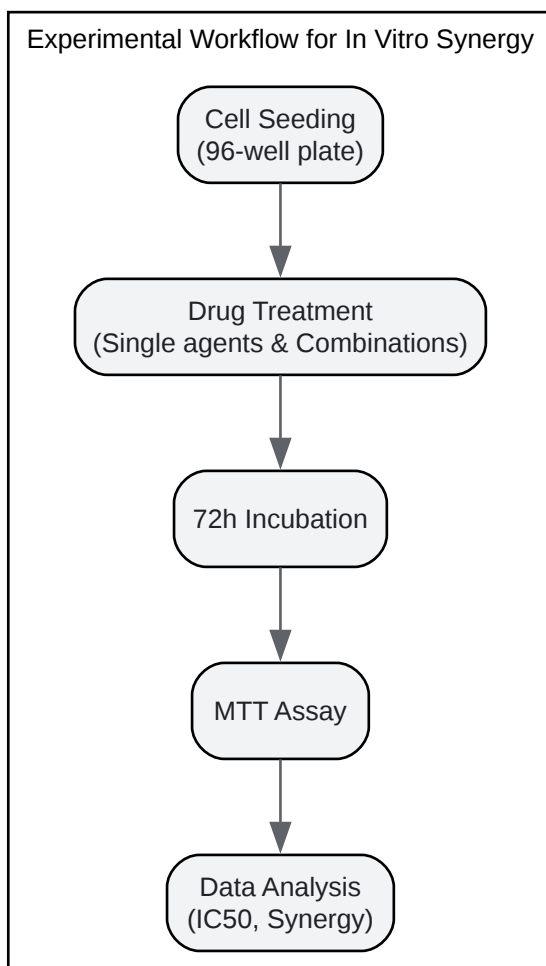 Experimental Workflow for In Vitro Synergy
Cell Seeding
(96-well plate)
Drug Treatment
(Single agents & Combinations)
72h Incubation
MTT Assay
Data Analysis
(IC50, Synergy)